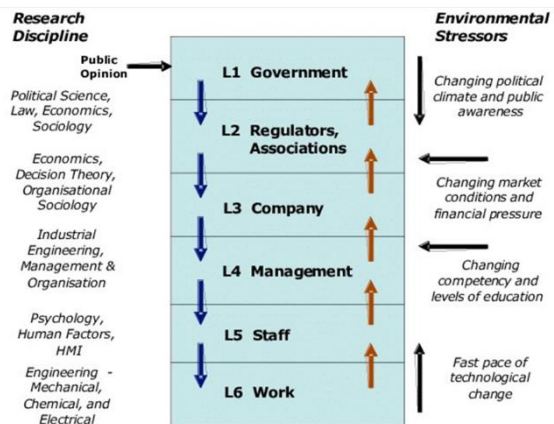 Research
Discipline
Environmental
Stressors
Public
Opinion
L1 Government
Changing political
climate and public
awareness
Political Science,
Law, Economics,
Sociology
L2 Regulators,
Associations
Economics,
Decision Theory,
Organisational
Sociology
Changing market
conditions and
financial pressure
L3 Company
Industrial
Engineering,
Management &
Organisation
L4 Management
Changing
competency and
levels of education
Psychology,
Human Factors,
HMI
L5 Staff
Fast pace of
technological
change
Engineering -
Mechanical,
Chemical, and
Electrical
L6 Work